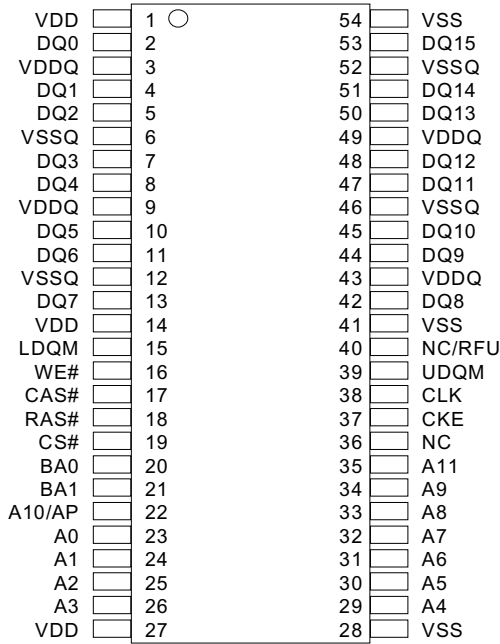 VDD 1 54 VSS
DQ0 2 53 DQ15
VDDQ 3 52 VSSQ
DQ1 4 51 DQ14
DQ2 5 50 DQ13
VSSQ 6 49 VDDQ
DQ3 7 48 DQ12
DQ4 8 47 DQ11
VDDQ 9 46 VSSQ
DQ5 10 45 DQ10
DQ6 11 44 DQ9
VSSQ 12 43 VDDQ
DQ7 13 42 DQ8
VDD 14 41 VSS
LDQM 15 40 NC/RFU
WE# 16 39 UDQM
CAS# 17 38 CLK
RAS# 18 37 CKE
CS# 19 36 NC
BA0 20 35 A11
BA1 21 34 A9
A10/AP 22 33 A8
A0 23 32 A7
A1 24 31 A6
A2 25 30 A5
A3 26 29 A4
VDD 27 28 VSS